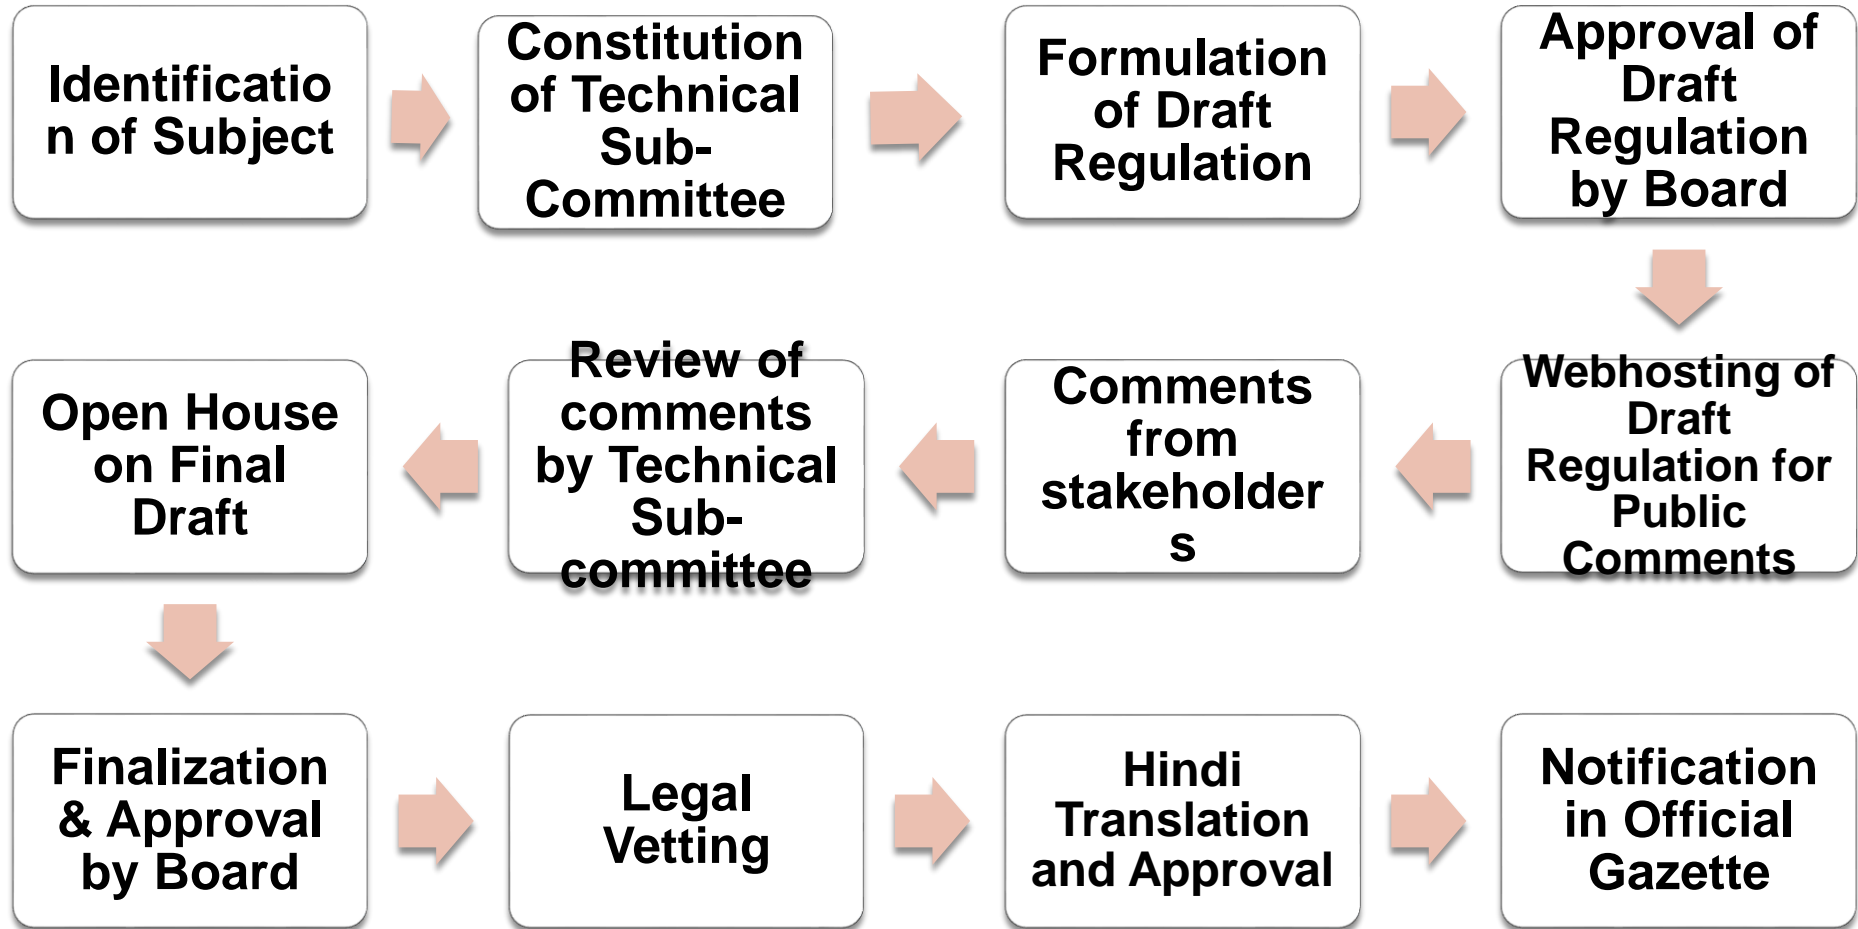 Identificatio
n of Subject
Constitution
of Technical
Sub-
Committee
Formulation
of Draft
Regulation
Approval of
Draft
Regulation
by Board
Webhosting of
Draft
Regulation for
Public
Comments
Comments
from
stakeholder
s
Review of
comments
by Technical
Sub-
committee
Open House
on Final
Draft
Finalization
& Approval
by Board
Legal
Vetting
Hindi
Translation
and Approval
Notification
in Official
Gazette